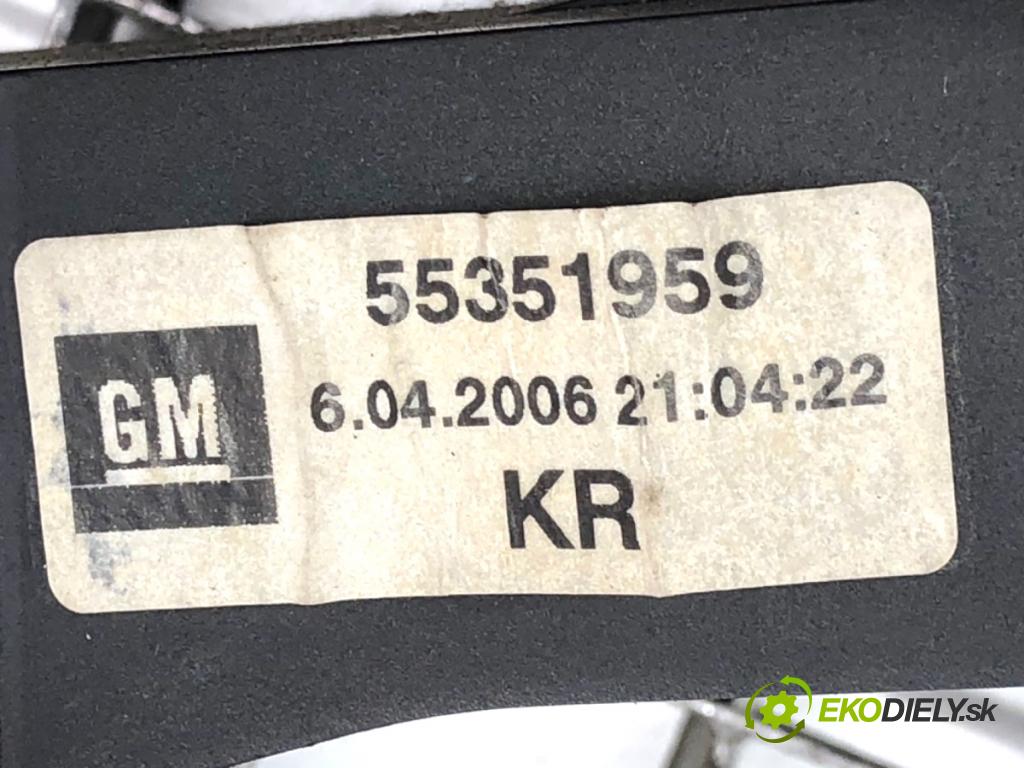 55351959
GM
6.04.2006 21:04:22
KR
EKODIELY.sk